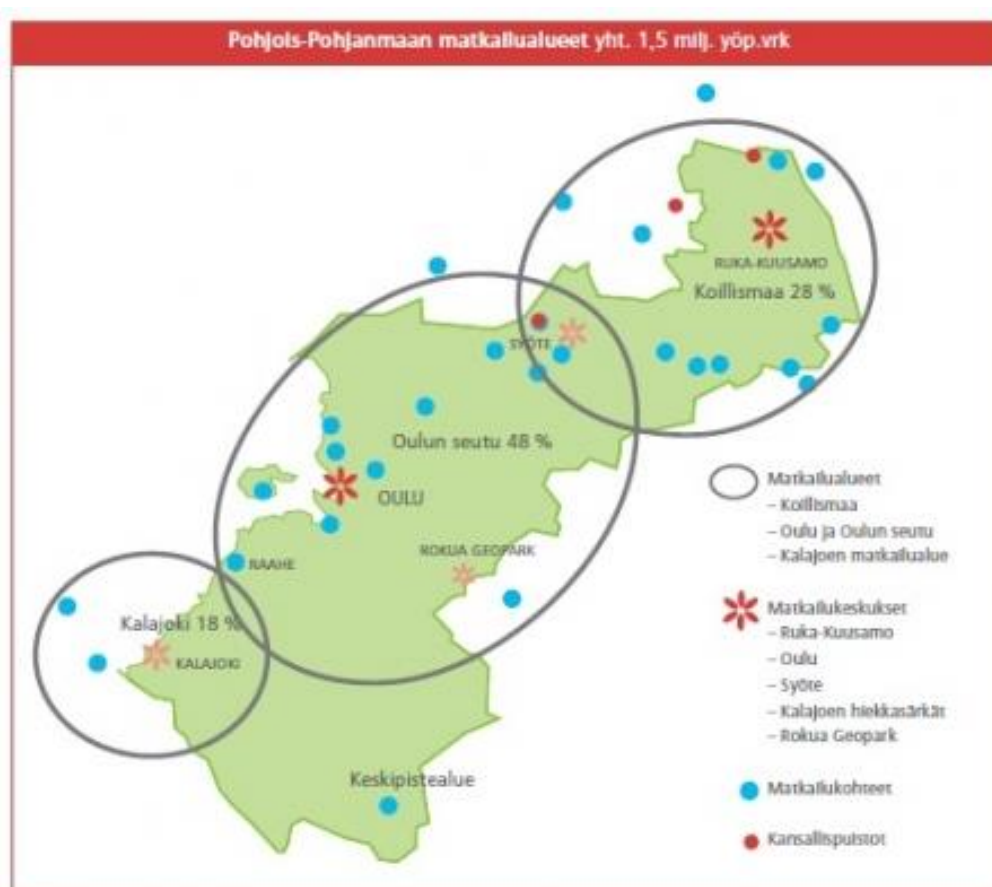 Pohjois-Pohjanmaan matkailualueet yht. 1,5 milj. yöp.vrk
RUKA-KUUSAMO
Koillismaa 28 %
SYÖTE
Oulun seutu 48 %
OULU
ROKUA GEOPARK
RAAHE
Kalajoki 18 %
KALAJOKI
Keskipistealue
Matkailualueet
– Koillismaa
– Oulu ja Oulun seutu
– Kalajoen matkailualue
Matkailukeskukset
– Ruka-Kuusamo
– Oulu
– Syöte
– Kalajoen hiekkasärkät
– Rokua Geopark
Matkailukohteet
Kansallispuistot